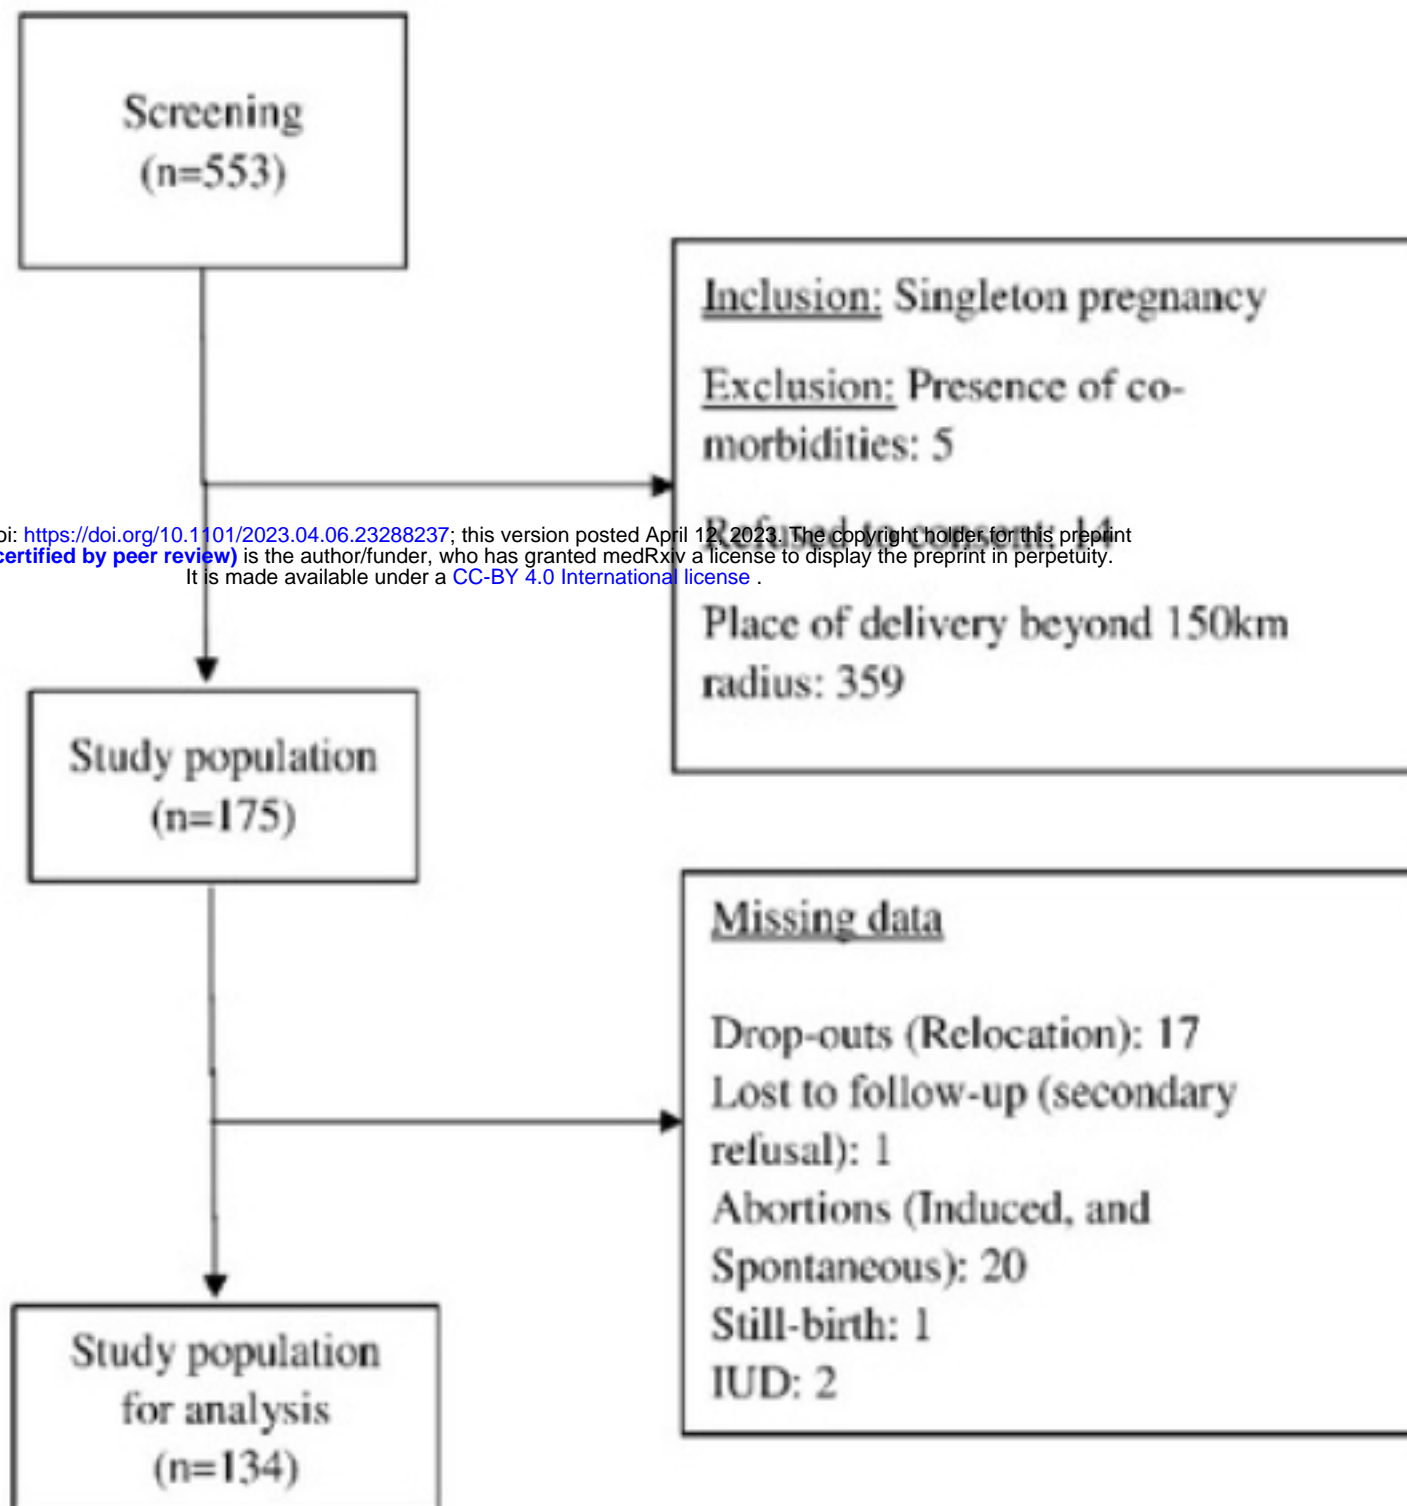 Screening
(n=553)
Inclusion: Singleton pregnancy
Exclusion: Presence of co-
morbidities: 5
Refused to consent: 14
oi: https://doi.org/10.1101/2023.04.06.23288237; this version posted April 12, 2023. The copyright holder for this preprint
certified by peer review) is the author/funder, who has granted medRxiv a license to display the preprint in perpetuity.
It is made available under a CC-BY 4.0 International license .
Place of delivery beyond 150km
radius: 359
Study population
(n=175)
Missing data
Drop-outs (Relocation): 17
Lost to follow-up (secondary
refusal): 1
Abortions (Induced, and
Spontaneous): 20
Still-birth: 1
IUD: 2
Study population
for analysis
(n=134)